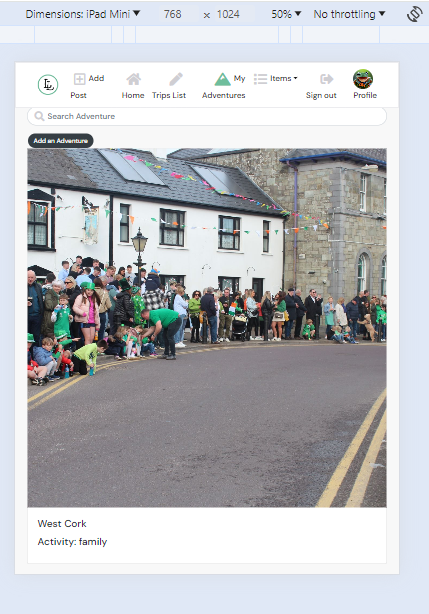 Dimensions: iPad Mini 768 x 1024 50% No throttling
Add Post Home Trips List My Adventures Items Sign out Profile
Search Adventure
Add an Adventure
West Cork
Activity: family